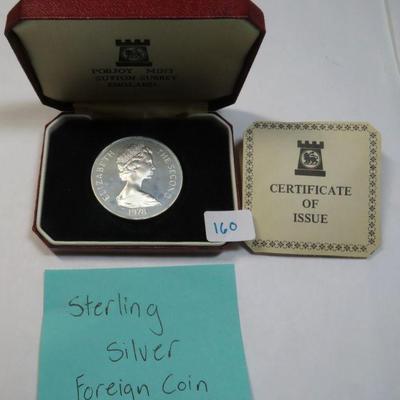 POBJOY MINT
SUTTON SURREY
ENGLAND
ELIZABETH THE SECOND
1978
160
CERTIFICATE
OF
ISSUE
Sterling
Silver
Foreign Coin